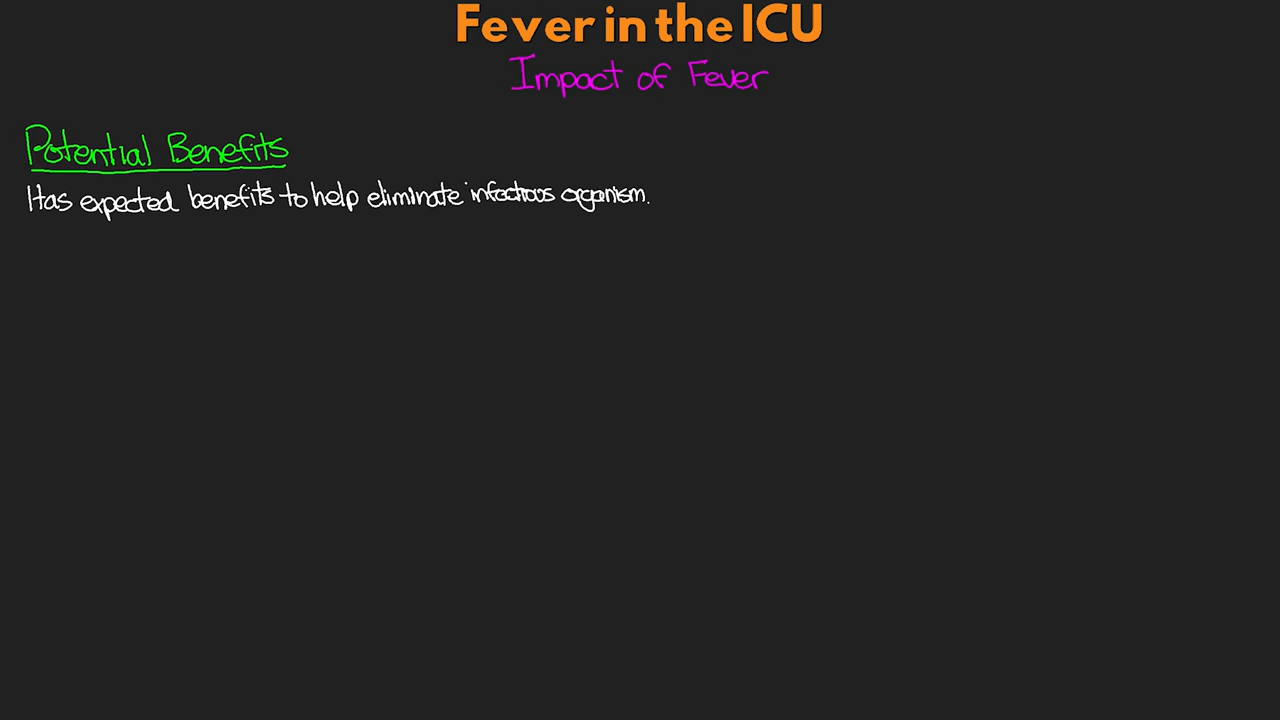 Fever in the ICU
Impact of Fever
Potential Benefits
Has expected benefits to help eliminate infectious organism.